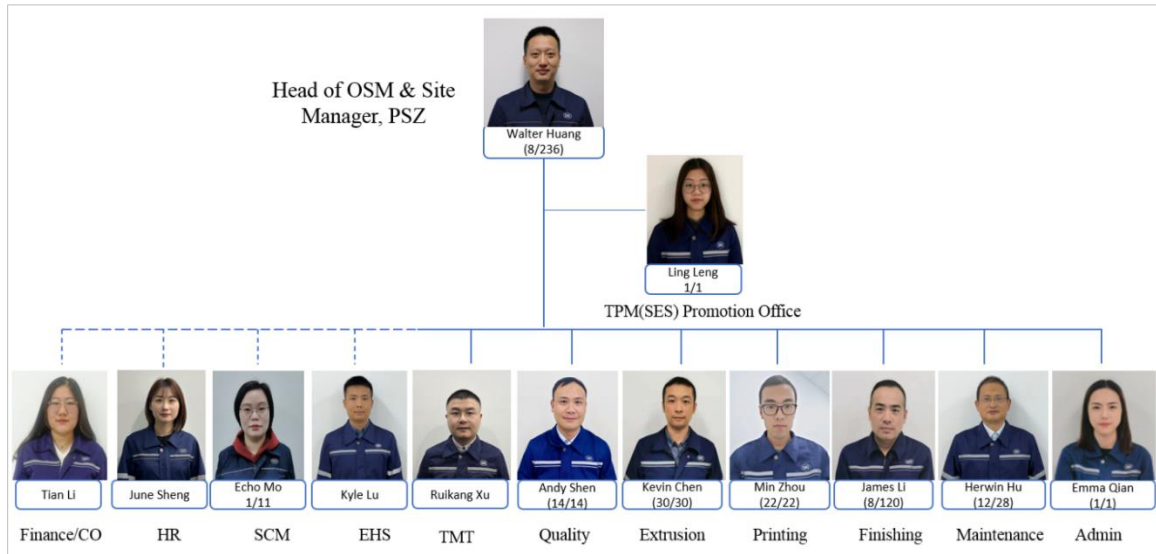 Head of OSM & Site
Manager, PSZ
Walter Huang
(8/236)
Ling Leng
1/1
TPM(SES) Promotion Office
Tian Li
June Sheng
Echo Mo
1/11
Kyle Lu
Ruikang Xu
Andy Shen
(14/14)
Kevin Chen
(30/30)
Min Zhou
(22/22)
James Li
(8/120)
Herwin Hu
(12/28)
Emma Qian
(1/1)
Finance/CO
HR
SCM
EHS
TMT
Quality
Extrusion
Printing
Finishing
Maintenance
Admin